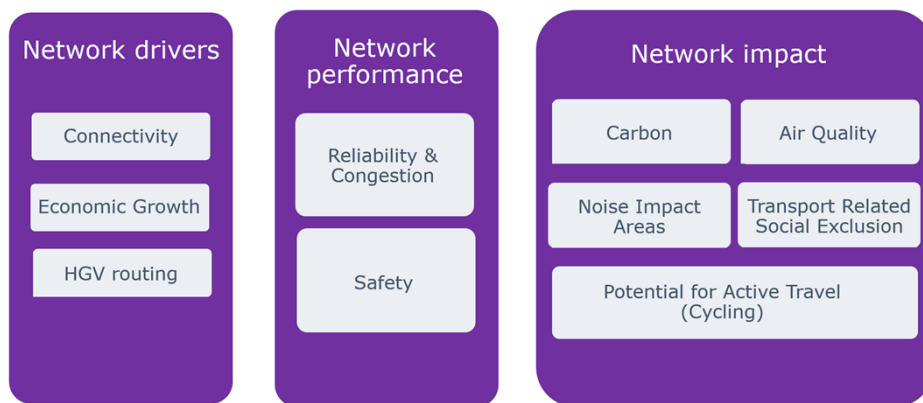 Network drivers
Connectivity
Economic Growth
HGV routing
Network
performance
Reliability &
Congestion
Safety
Network impact
Carbon
Air Quality
Noise Impact
Areas
Transport Related
Social Exclusion
Potential for Active Travel
(Cycling)